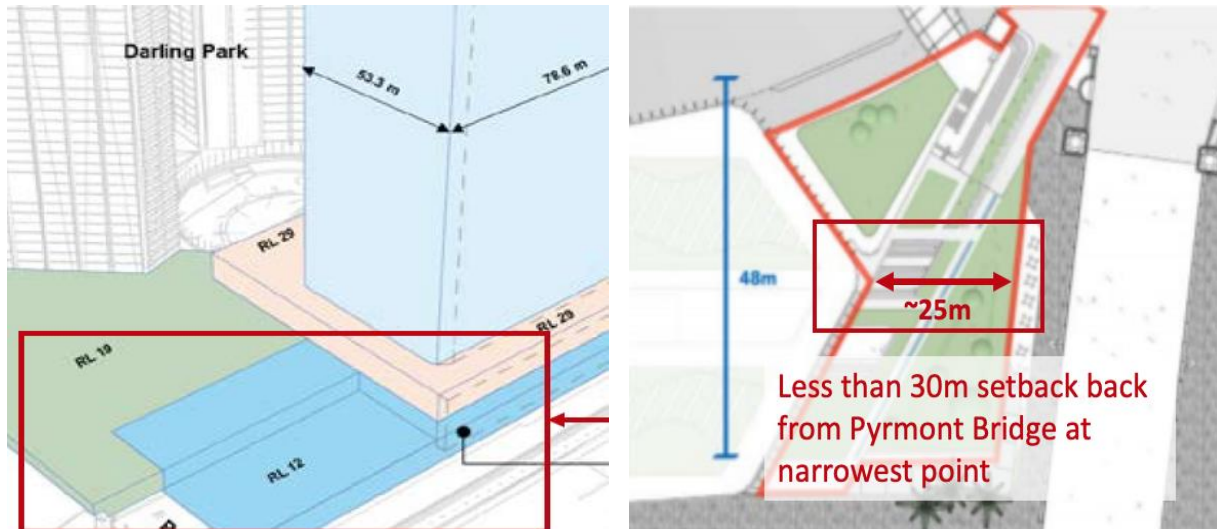 Darling Park
53.3 m
78.6 m
RL 29
RL 29
RL 19
RL 12
48m
~25m
Less than 30m setback back
from Pyrmont Bridge at
narrowest point